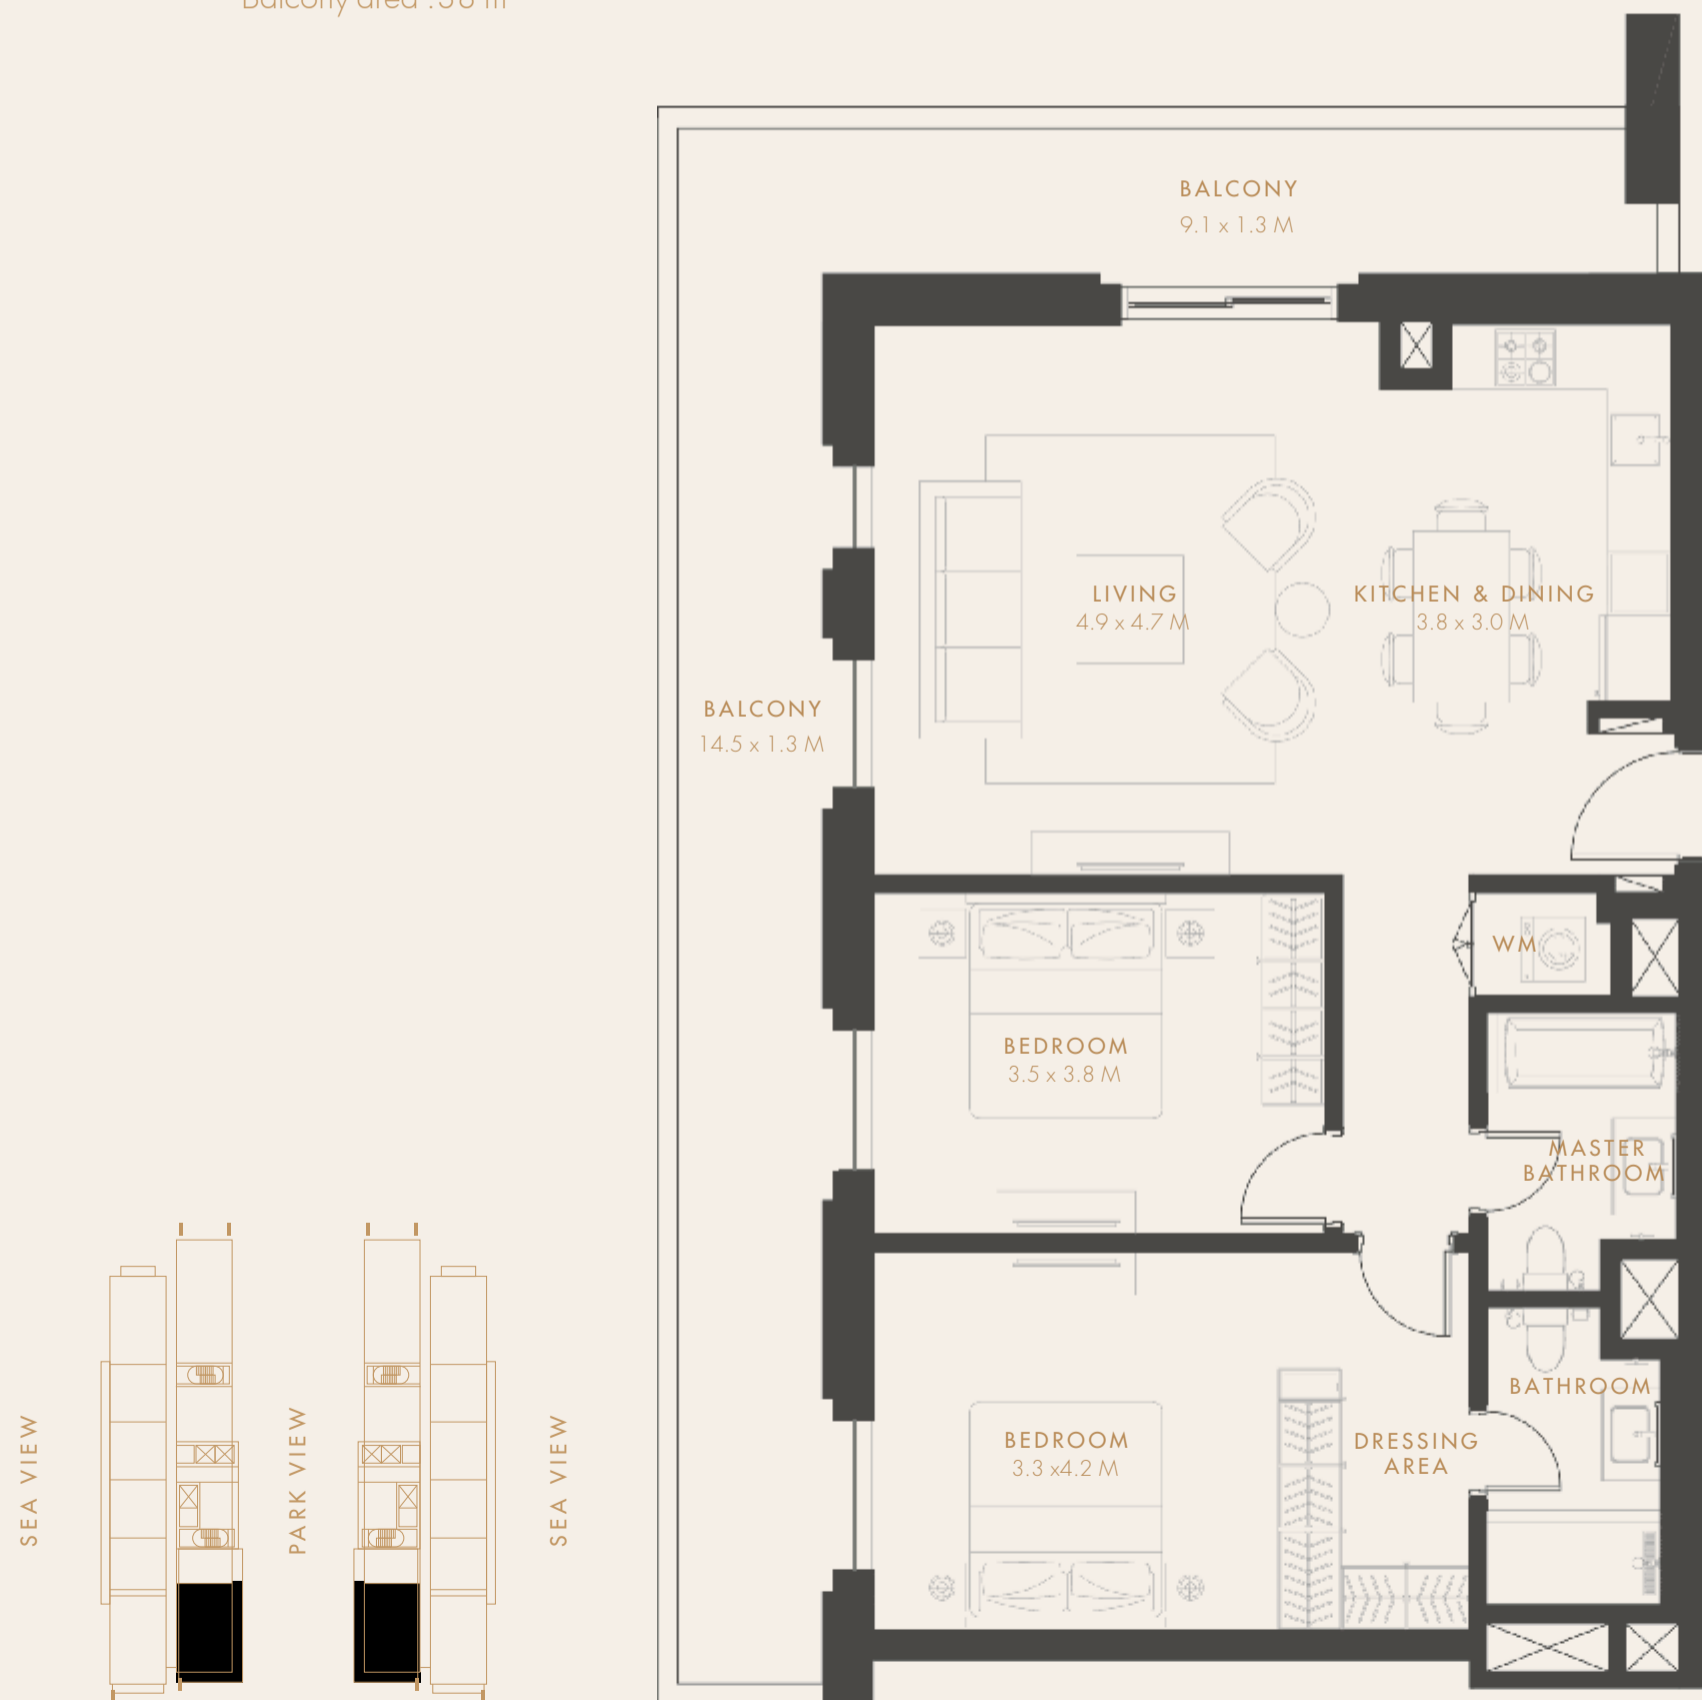 Balcony area :
BALCONY
9.1 x 1.3 M
LIVING
4.9 x 4.7 M
KITCHEN & DINING
3.8 x 3.0 M
BALCONY
14.5 x 1.3 M
WM
BEDROOM
3.5 x 3.8 M
MASTER
BATHROOM
BATHROOM
BEDROOM
3.3 x4.2 M
DRESSING
AREA
SEA VIEW
PARK VIEW
SEA VIEW